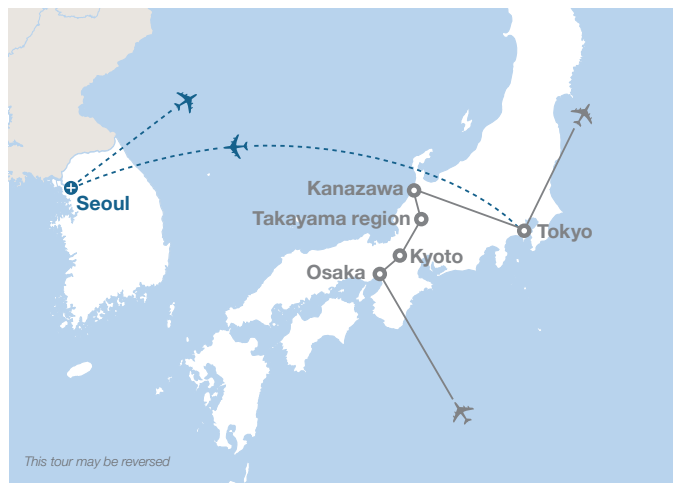 Seoul
Kanazawa
Takayama region
Tokyo
Kyoto
Osaka
This tour may be reversed